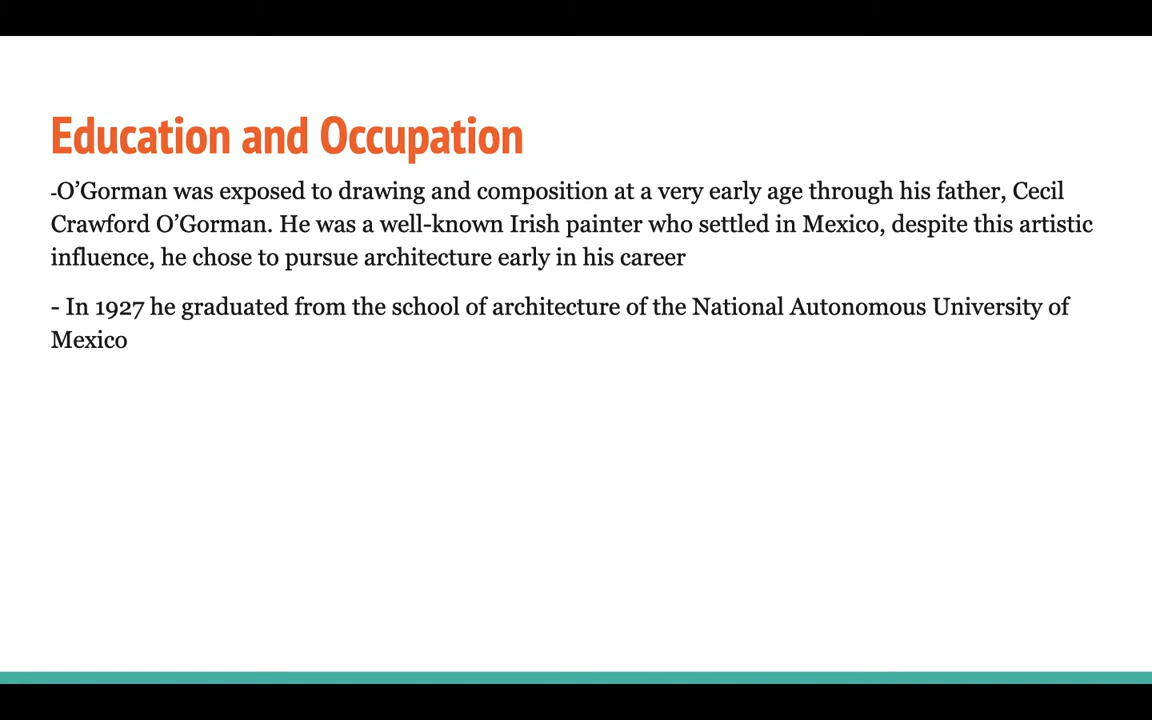 Education and Occupation
-O’Gorman was exposed to drawing and composition at a very early age through his father, Cecil
Crawford O’Gorman. He was a well-known Irish painter who settled in Mexico, despite this artistic
influence, he chose to pursue architecture early in his career
- In 1927 he graduated from the school of architecture of the National Autonomous University of
Mexico